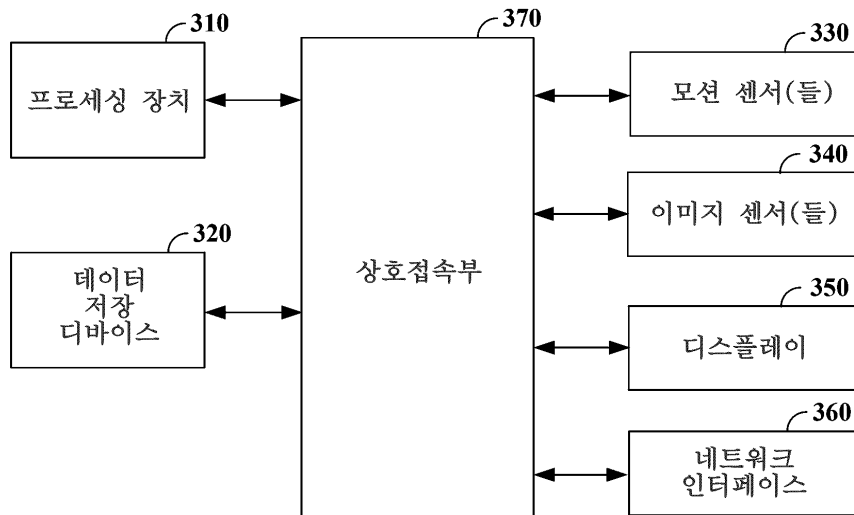 310
프로세싱 장치
320
데이터
저장
디바이스
370
상호접속부
330
모션 센서(들)
340
이미지 센서(들)
350
디스플레이
360
네트워크
인터페이스